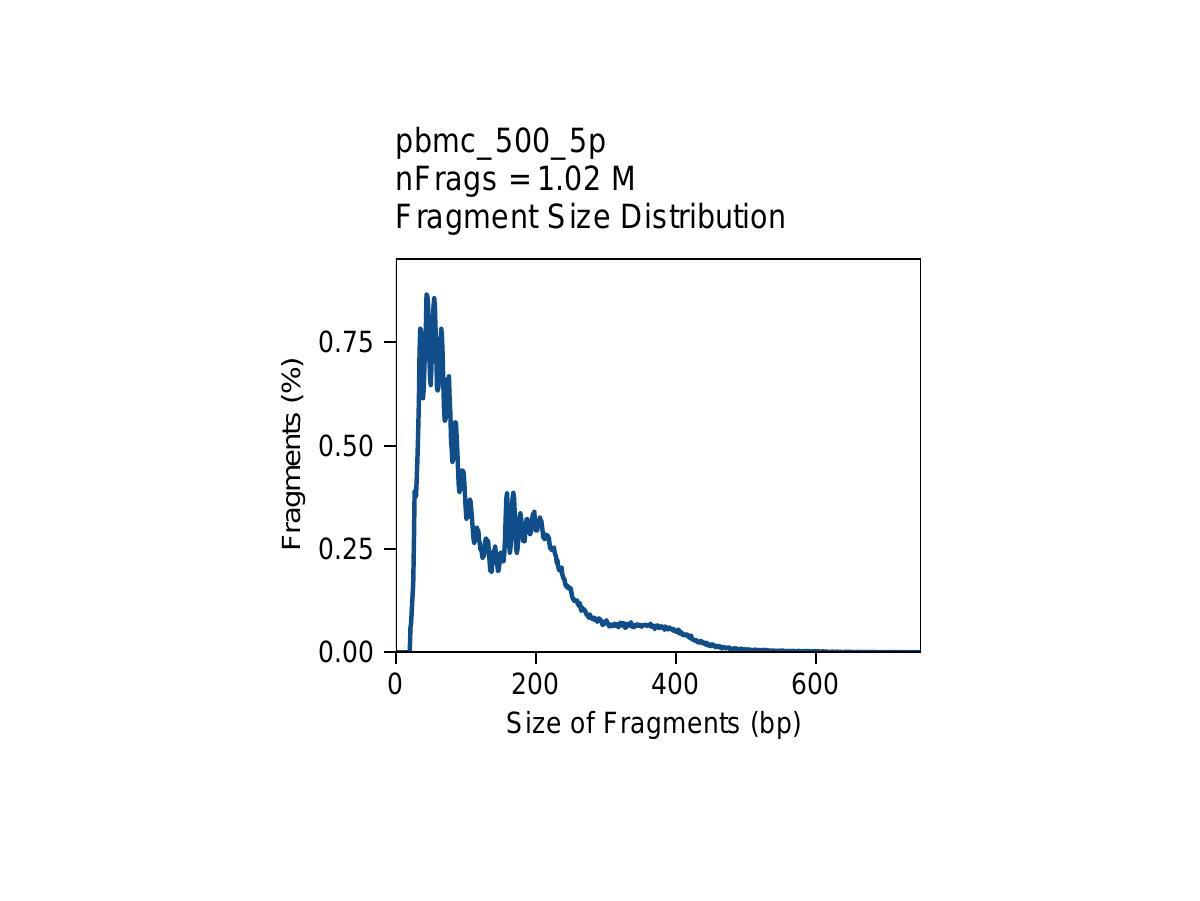 pbmc_500_5p
nFrags = 1.02 M
Fragment Size Distribution
Fragments (%)
0.75
0.50
0.25
0.00
0
200
400
600
Size of Fragments (bp)